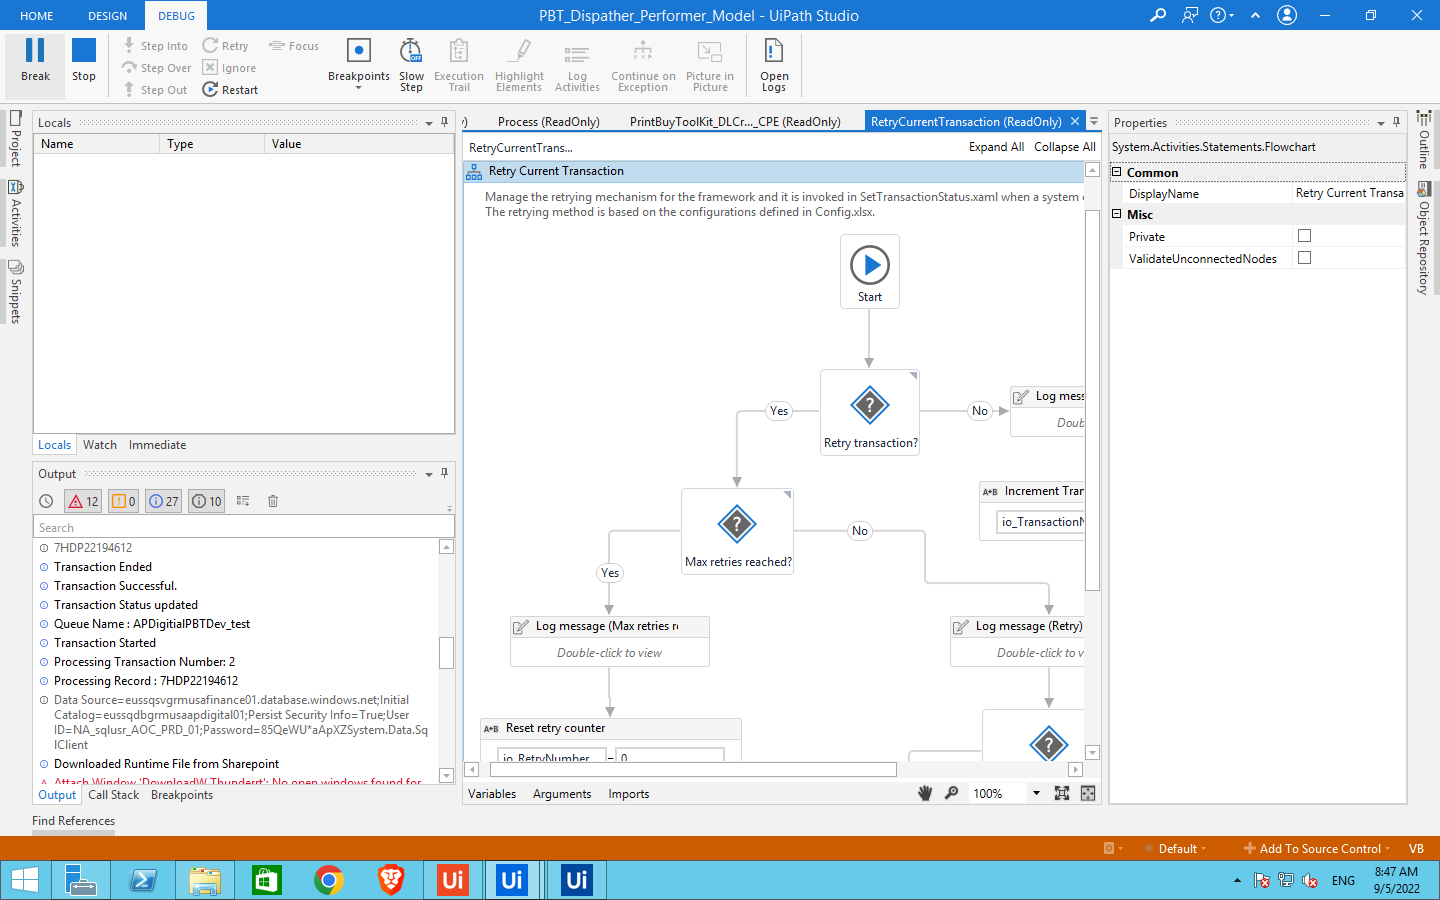 HOME
DESIGN
DEBUG
PBT_Dispather_Performer_Model - UiPath Studio
Break
Stop
Step Into
Step Over
Step Out
Retry
Ignore
Restart
Focus
Breakpoints
Slow Step
Execution Trail
Highlight Elements
Log Activities
Continue on Exception
Picture in Picture
Open Logs
Project
Activities
Snippets
Locals
Name
Type
Value
Locals
Watch
Immediate
Output
12
0
27
10
Search
7HDP22194612
Transaction Ended
Transaction Successful.
Transaction Status updated
Queue Name : APDigitialPBTDev_test
Transaction Started
Processing Transaction Number: 2
Processing Record : 7HDP22194612
Data Source=eussqsvgrmusafinance01.database.windows.net;Initial
Catalog=eussqdbgrmusaapdigital01;Persist Security Info=True;User
ID=NA_sqlusr_AOC_PRD_01;Password=85QeWU*aApXZSystem.Data.Sq
lClient
Downloaded Runtime File from Sharepoint
Attach Window 'DownloadW Thunderrt': No open windows found for
Output
Call Stack
Breakpoints
Find References
Process (ReadOnly)
PrintBuyToolKit_DLCr..._CPE (ReadOnly)
RetryCurrentTransaction (ReadOnly)
RetryCurrentTrans...
Expand All
Collapse All
Retry Current Transaction
Manage the retrying mechanism for the framework and it is invoked in SetTransactionStatus.xaml when a system
The retrying method is based on the configurations defined in Config.xlsx.
Start
Retry transaction?
Yes
No
Log mes
Doub
Max retries reached?
Yes
No
A*B Increment Tran
io_TransactionN
Log message (Max retries r
Double-click to view
Log message (Retry)
Double-click to v
A*B Reset retry counter
io_RetryNumber = 0
Variables
Arguments
Imports
100%
Properties
System.Activities.Statements.Flowchart
Common
DisplayName
Retry Current Transa
Misc
Private
ValidateUnconnectedNodes
Outline
Object Repository
Default
Add To Source Control
VB
Ui
Ui
Ui
ENG
8:47 AM
9/5/2022